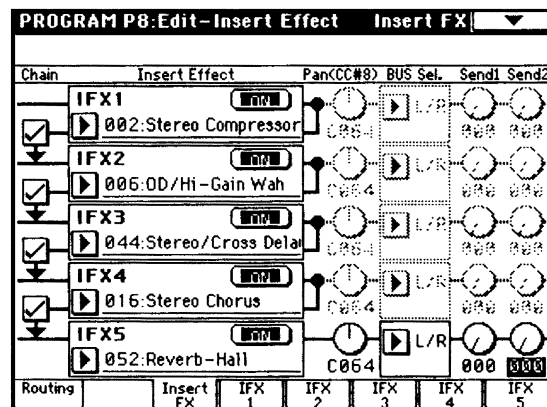 PROGRAM P8:Edit-Insert Effect Insert FX
Chain Insert Effect Pan(CC#8) BUS Sel. Send1 Send2
IFX1 ON
002:Stereo Compressor C064 L/R 000 000
IFX2 ON
006:OD/Hi-Gain Wah C064 L/R 000 000
IFX3 ON
044:Stereo/Cross Dela C064 L/R 000 000
IFX4 ON
016:Stereo Chorus C064 L/R 000 000
IFX5 ON
052:Reverb-Hall C064 L/R 000 000
Routing Insert FX IFX 1 IFX 2 IFX 3 IFX 4 IFX 5